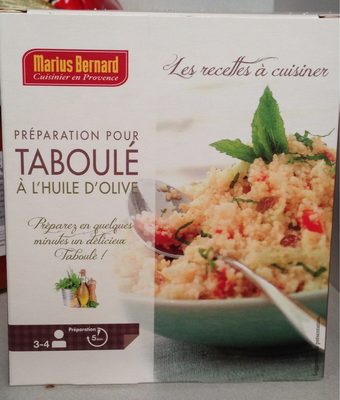 Marius Bernard
Cuisinier en Provence
Les recettes à cuisiner
PRÉPARATION POUR
TABOULÉ
À L'HUILE D'OLIVE
Préparez en quelques
minutes un délicieux
Taboulé !
3-4
Préparation
5min